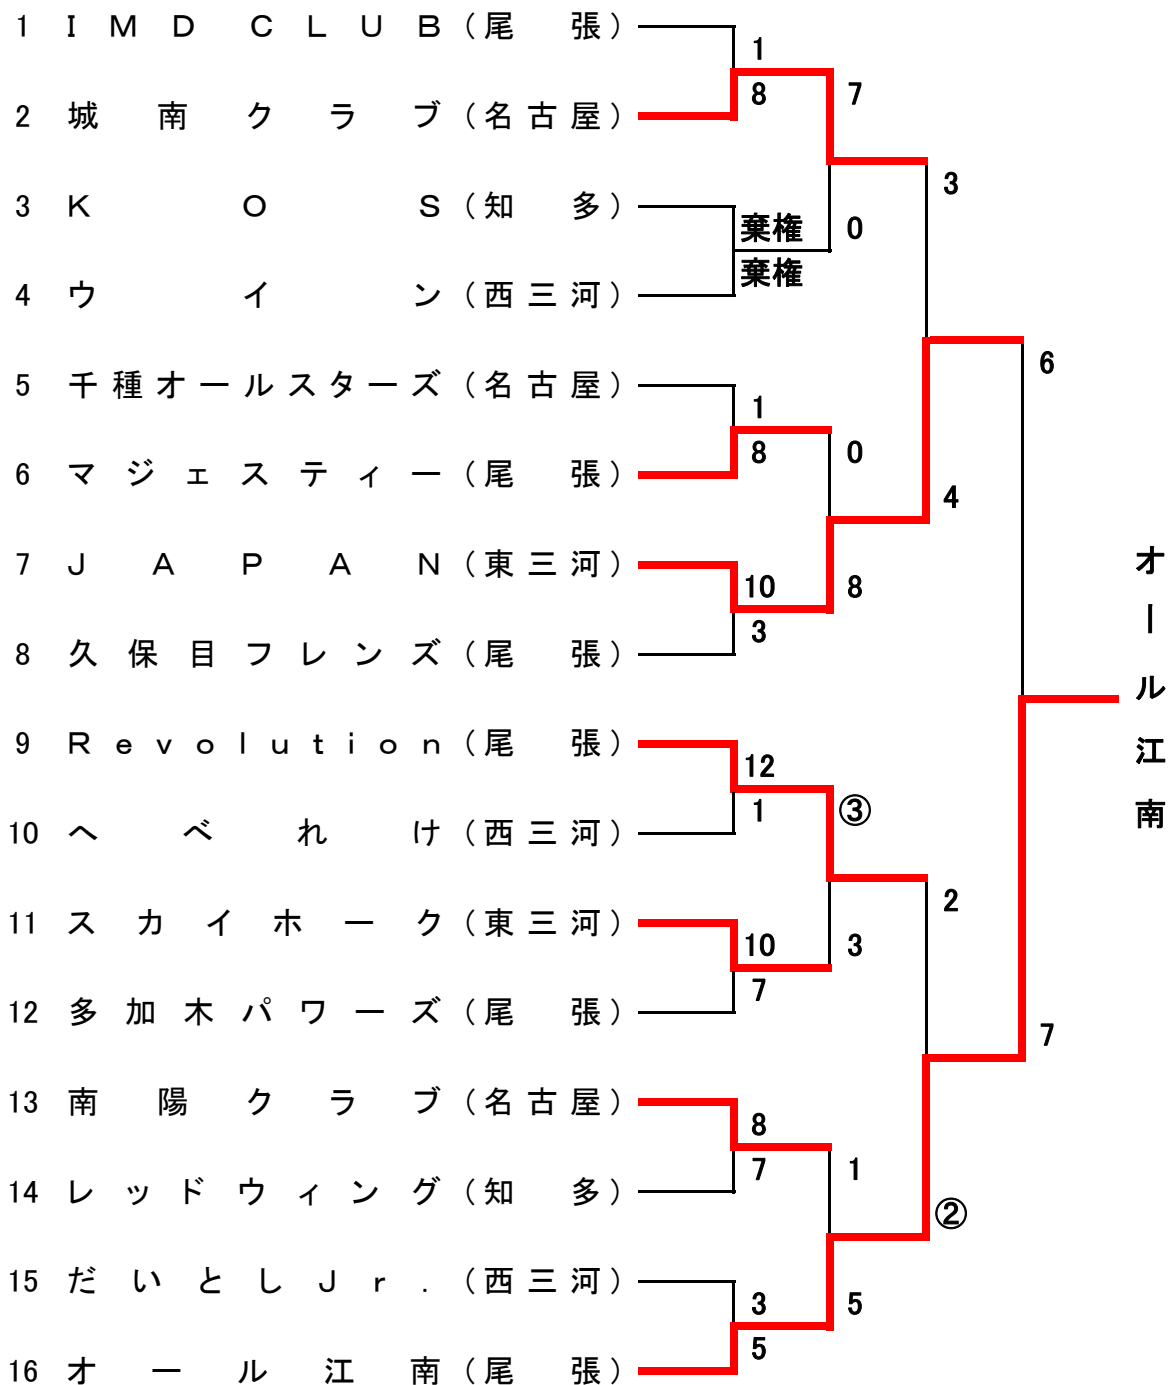 1 ＩＭＤ ＣＬＵＢ（尾 張）
1
8
7
2 城南クラブ（名古屋）
3
3 ＫＯＳ（知 多）
棄権
0
棄権
4 ウイン（西三河）
6
5 千種オールスターズ（名古屋）
1
8
0
6 マジェスティー（尾 張）
4
7 ＪＡＰＡＮ（東三河）
10
8
3
8 久保目フレンズ（尾 張）
オール江南
9 Ｒｅｖｏｌｕｔｉｏｎ（尾 張）
12
1
③
10 へべれけ（西三河）
2
11 スカイホーク（東三河）
10
3
7
12 多加木パワーズ（尾 張）
7
13 南陽クラブ（名古屋）
8
7
1
14 レッドウィング（知 多）
②
15 だいとしＪｒ．（西三河）
3
5
5
16 オール江南（尾 張）